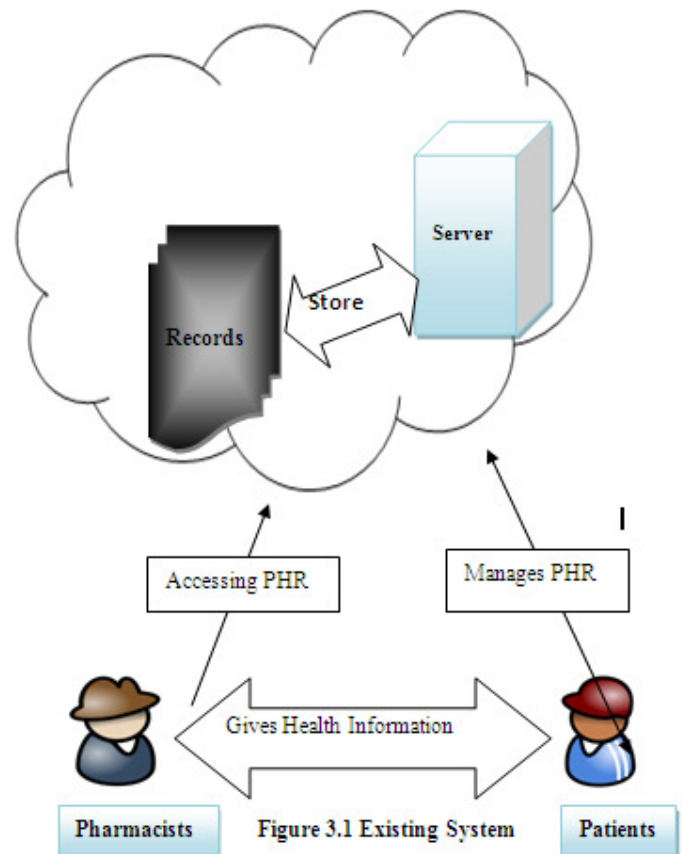 Server
Store
Records
Accessing PHR
Manages PHR
Gives Health Information
Pharmacists
Figure 3.1 Existing System
Patients